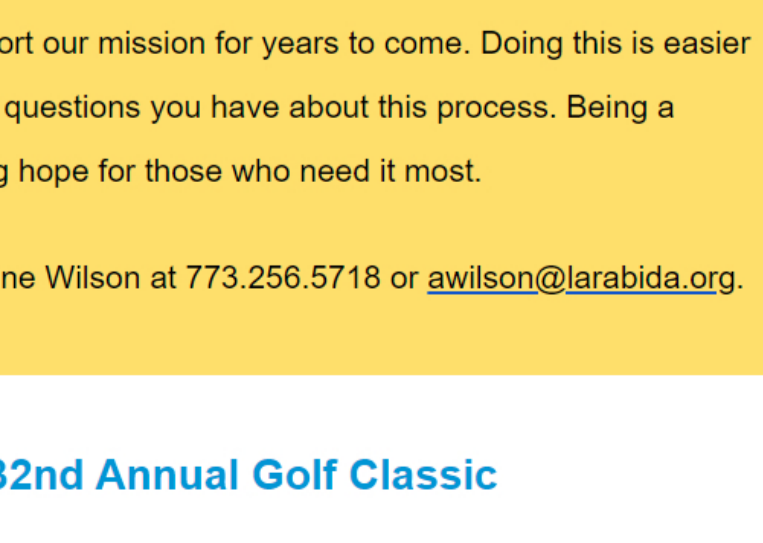 ort our mission for years to come. Doing this is easier
questions you have about this process. Being a
g hope for those who need it most.
ne Wilson at 773.256.5718 or awilson@larabida.org.
32nd Annual Golf Classic